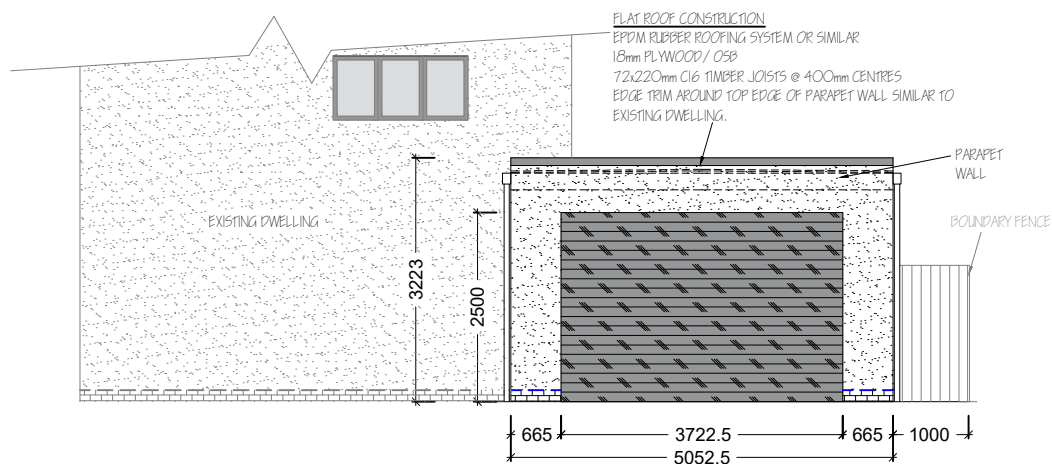 FLAT ROOF CONSTRUCTION
EPDM RUBBER ROOFING SYSTEM OR SIMILAR
18mm PLYWOOD/ OSB
72x220mm C16 TIMBER JOISTS @ 400mm CENTRES
EDGE TRIM AROUND TOP EDGE OF PARAPET WALL SIMILAR TO
EXISTING DWELLING.
PARAPET
WALL
EXISTING DWELLING
BOUNDARY FENCE
3223
2500
665
3722.5
665
1000
5052.5